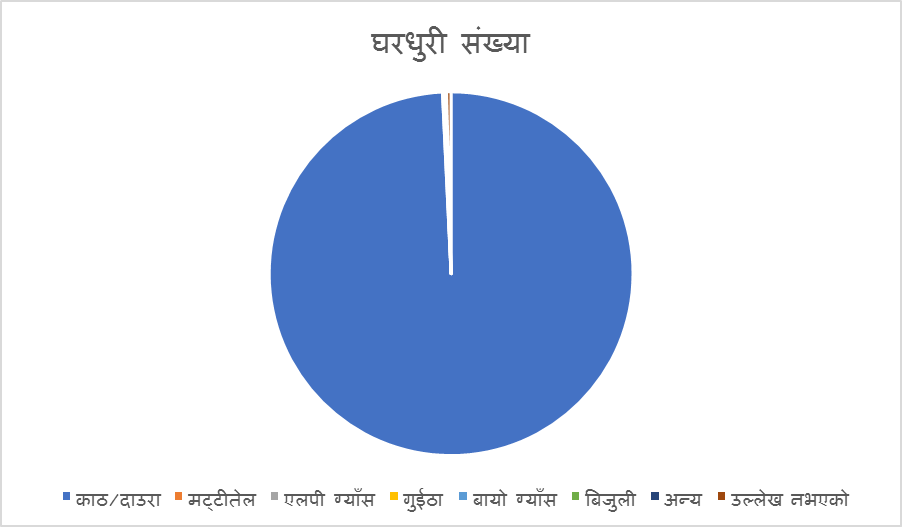 घरधुरी संख्या
काठ/दाउरा मट्टीतेल एलपी ग्याँस गुईठा बायो ग्याँस बिजुली अन्य उल्लेख नभएको